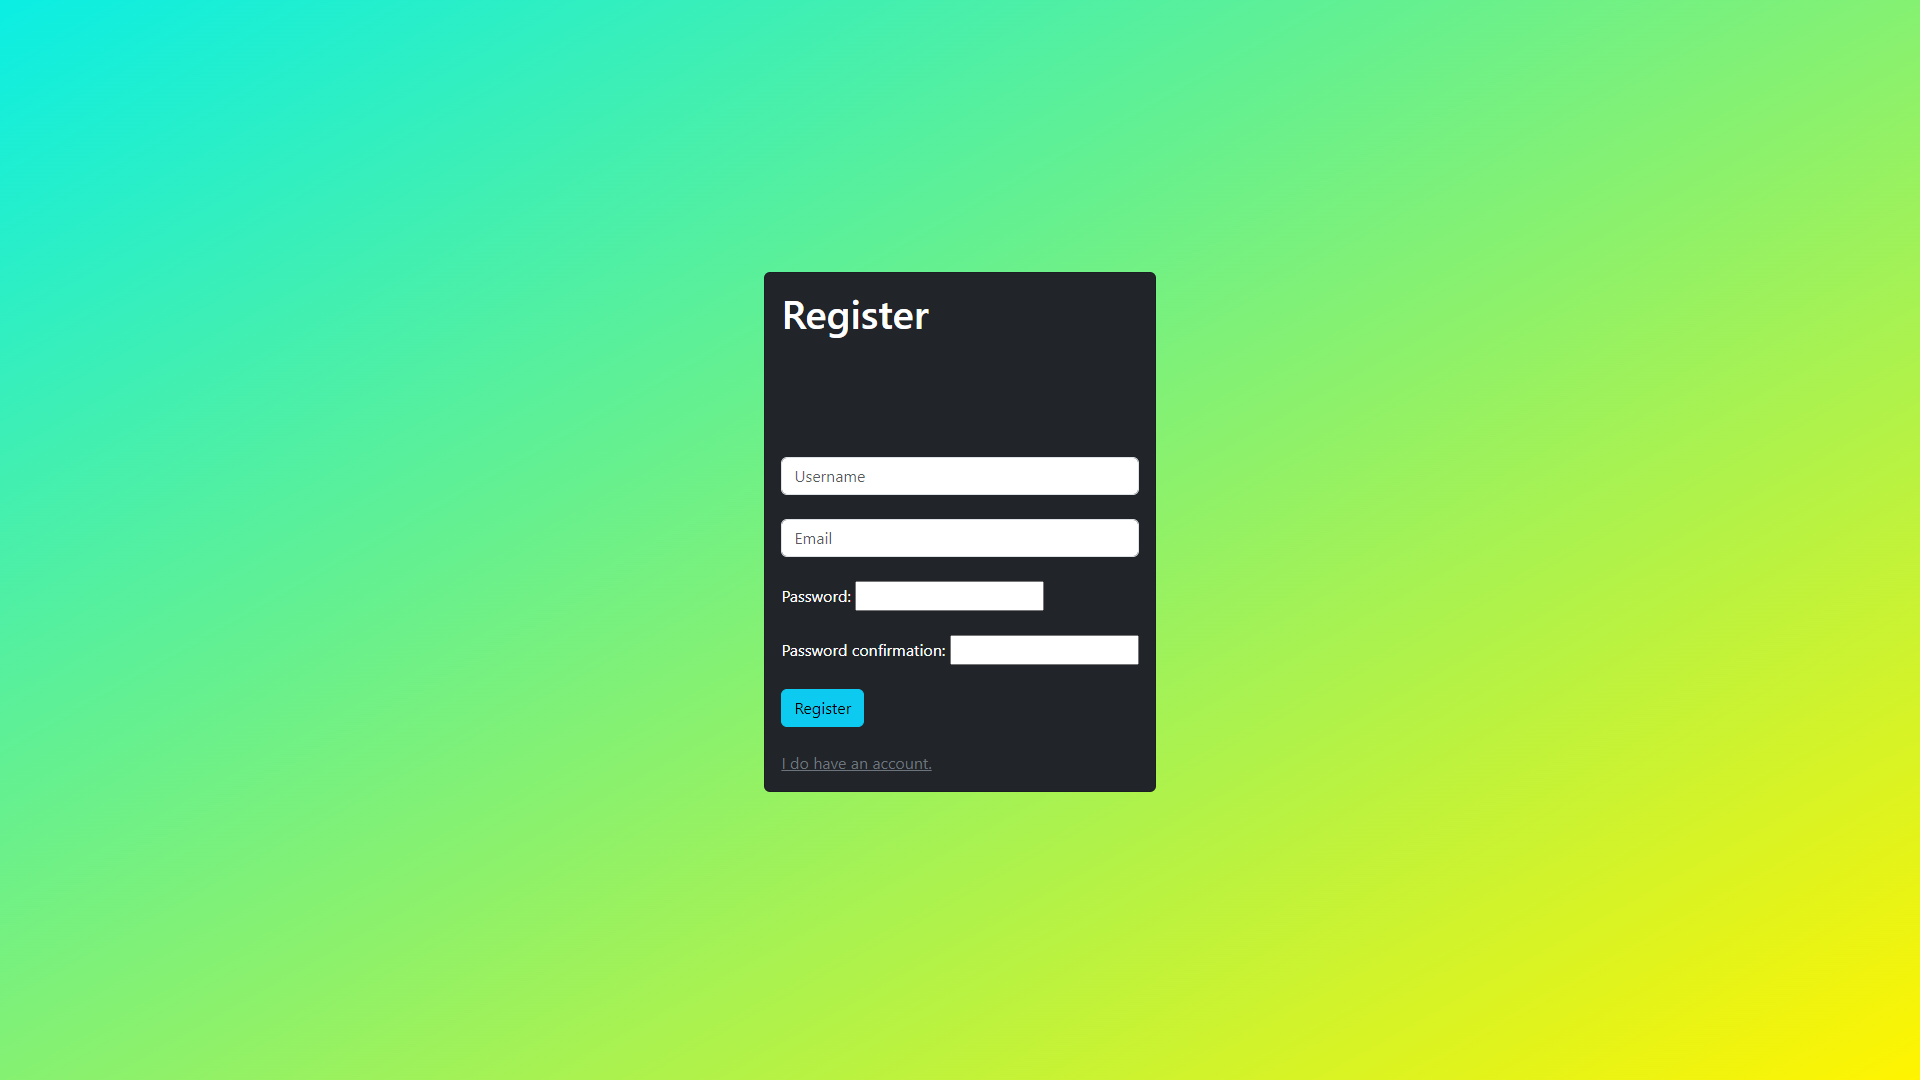 Register
Username
Email
Password:
Password confirmation:
Register
I do have an account.